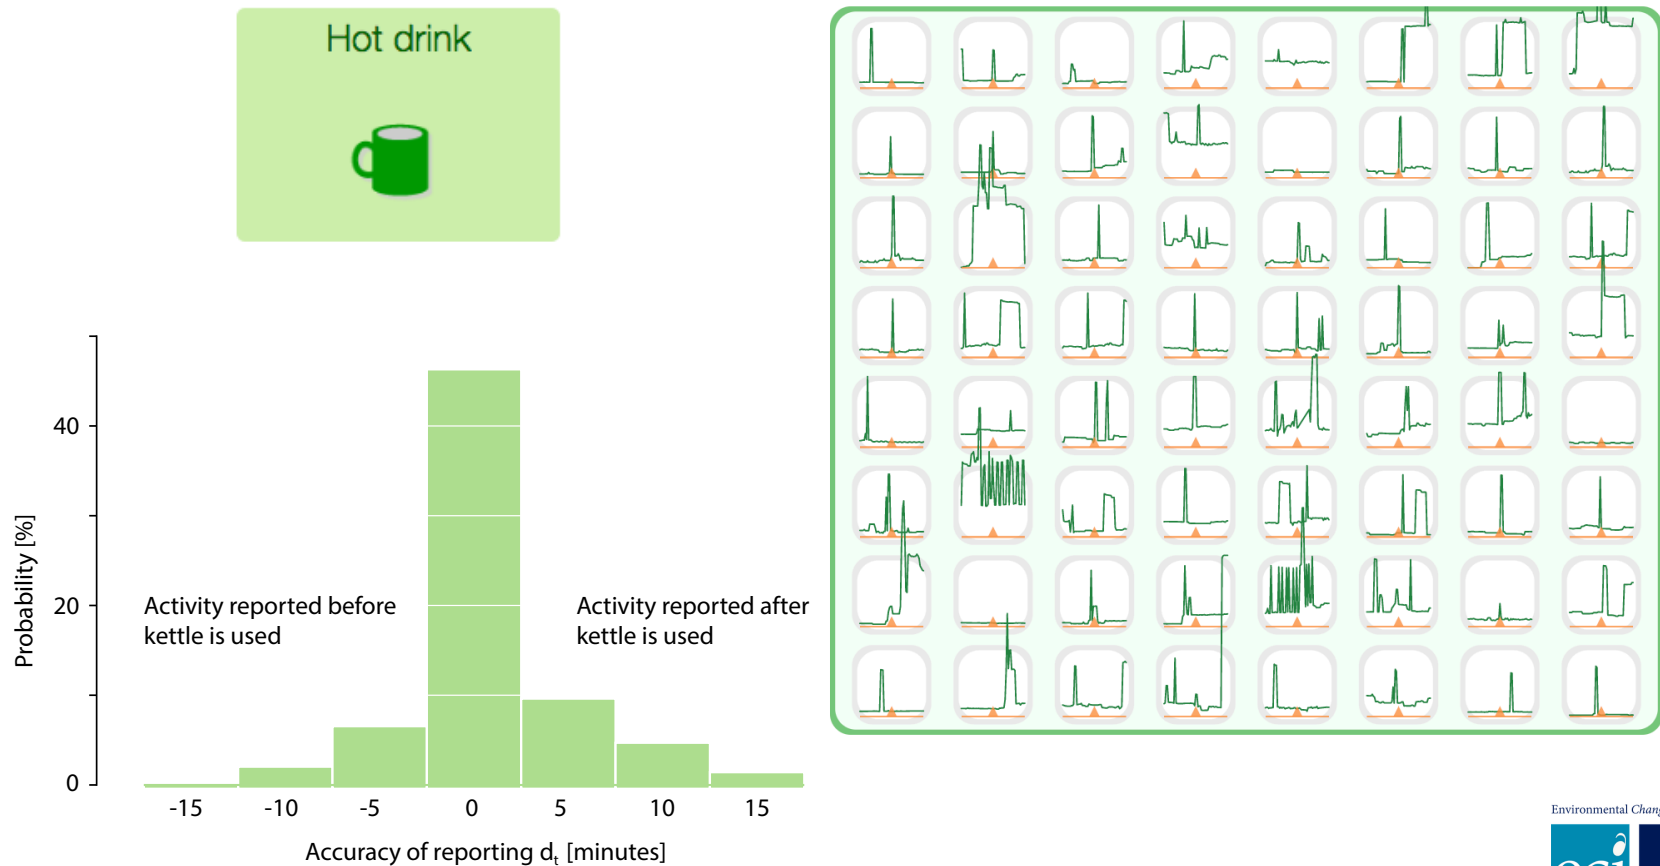 Hot drink
40
20
0
Probability [%]
Activity reported before
kettle is used
Activity reported after
kettle is used
-15 -10 -5 0 5 10 15
Accuracy of reporting dt [minutes]
Environmental
eci